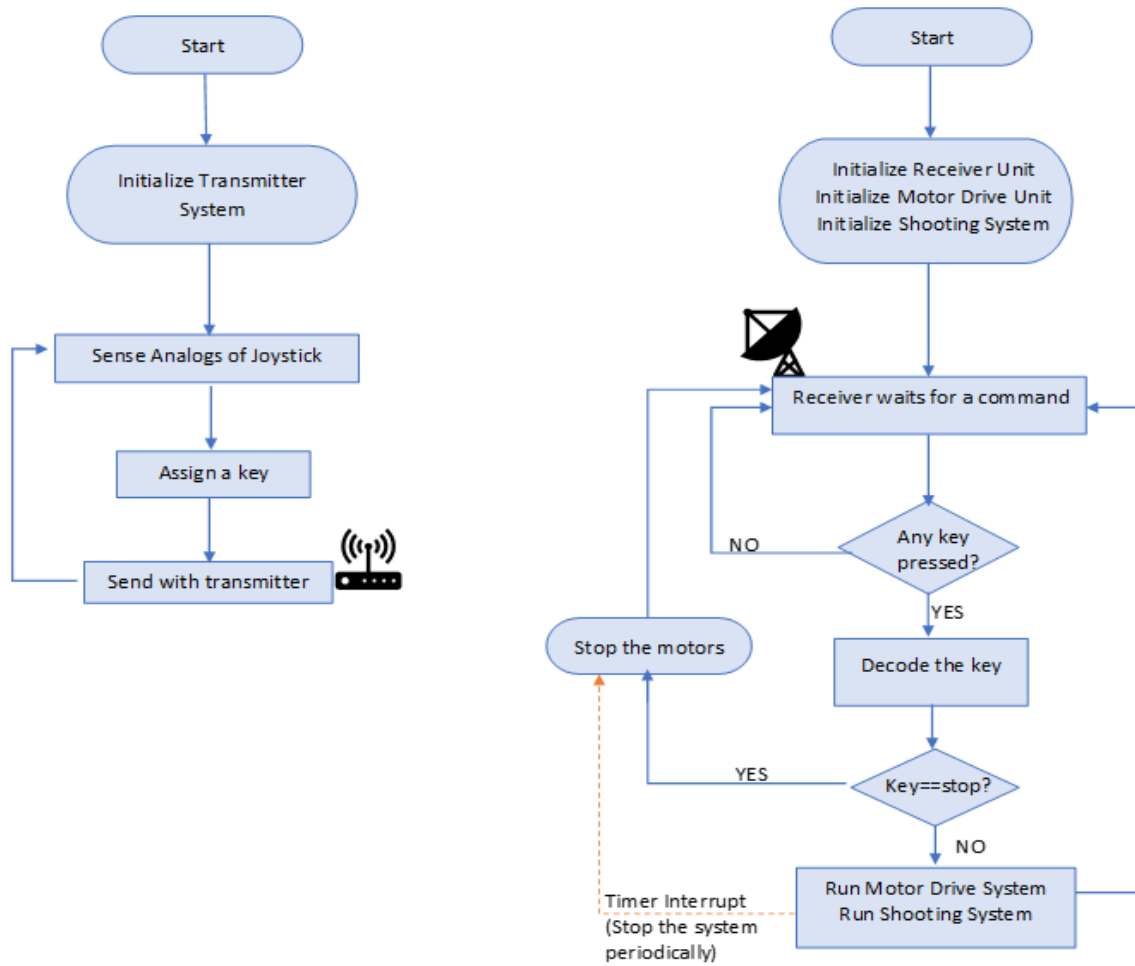 Start
Initialize Transmitter
System
Sense Analogs of Joystick
Assign a key
Send with transmitter
Start
Initialize Receiver Unit
Initialize Motor Drive Unit
Initialize Shooting System
Receiver waits for a command
Any key
pressed?
NO
YES
Stop the motors
Decode the key
YES
Key==stop?
NO
Run Motor Drive System
Run Shooting System
Timer Interrupt
(Stop the system
periodically)